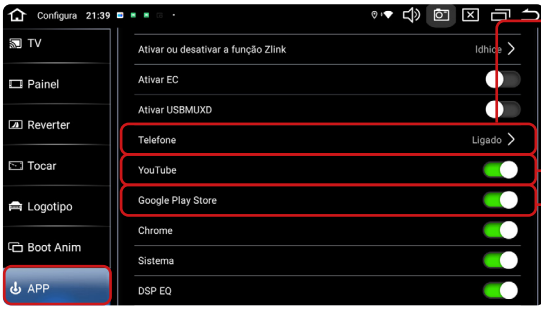 Configura 21:39
TV
Ativar ou desativar a função Zlink
Idhide
Ativar EC
Painel
Ativar USBMUXD
Reverter
Telefone
Ligado
Tocar
YouTube
Logotipo
Google Play Store
Chrome
Boot Anim
Sistema
APP
DSP EQ